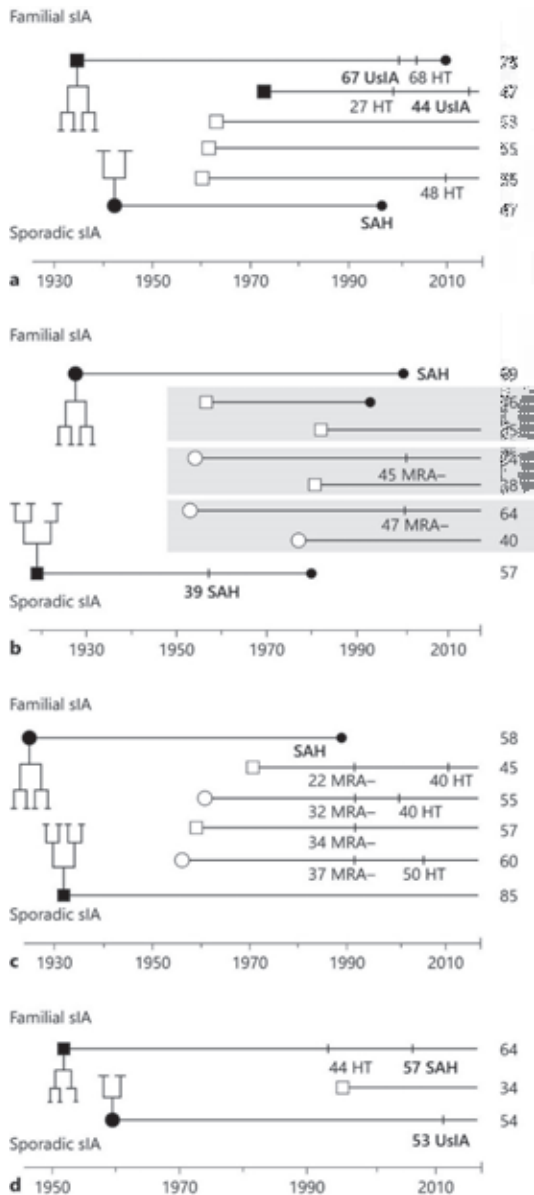 Familial sIA
67 UsIA 68 HT
27 HT 44 UsIA
48 HT
SAH
Sporadic sIA
a 1930 1950 1970 1990 2010
Familial sIA
SAH
45 MRA–
38
47 MRA– 64
40
39 SAH 57
Sporadic sIA
b 1930 1950 1970 1990 2010
Familial sIA
SAH 58
22 MRA– 40 HT 45
32 MRA– 40 HT 55
34 MRA– 57
37 MRA– 50 HT 60
85
Sporadic sIA
c 1930 1950 1970 1990 2010
Familial sIA
44 HT 57 SAH 64
34
53 UsIA 54
Sporadic sIA
d 1950 1970 1990 2010